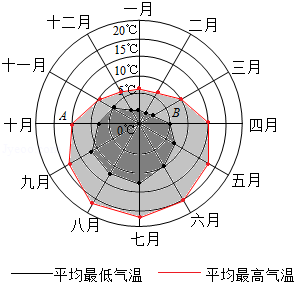 一月
十二月
二月
20℃
15℃
十一月
三月
10℃
5℃
A
B
十月
四月
0℃
九月
五月
八月
六月
七月
平均最低气温
平均最高气温